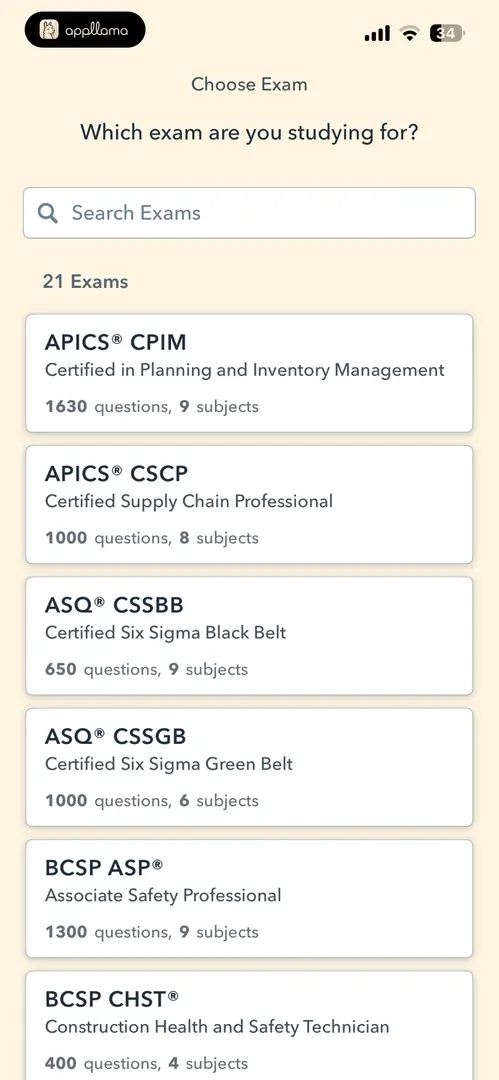 appllama
34
Choose Exam
Which exam are you studying for?
Search Exams
21 Exams
APICS® CPIM
Certified in Planning and Inventory Management
1630 questions, 9 subjects
APICS® CSCP
Certified Supply Chain Professional
1000 questions, 8 subjects
ASQ® CSSBB
Certified Six Sigma Black Belt
650 questions, 9 subjects
ASQ® CSSGB
Certified Six Sigma Green Belt
1000 questions, 6 subjects
BCSP ASP®
Associate Safety Professional
1300 questions, 9 subjects
BCSP CHST®
Construction Health and Safety Technician
400 questions, 4 subjects